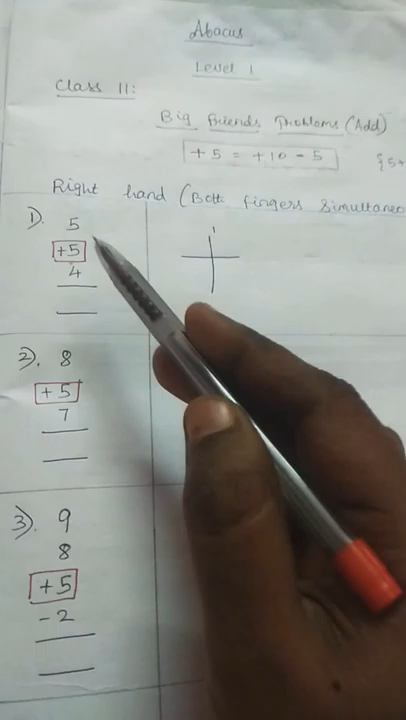 Abacus
Level 1
Class 11:
Big Friends Problems (Add)
+5 = +10 - 5 {5+
Right hand (Both fingers simultaneo
1). 5
+5
4
2). 8
+5
7
3). 9
8
+5
-2